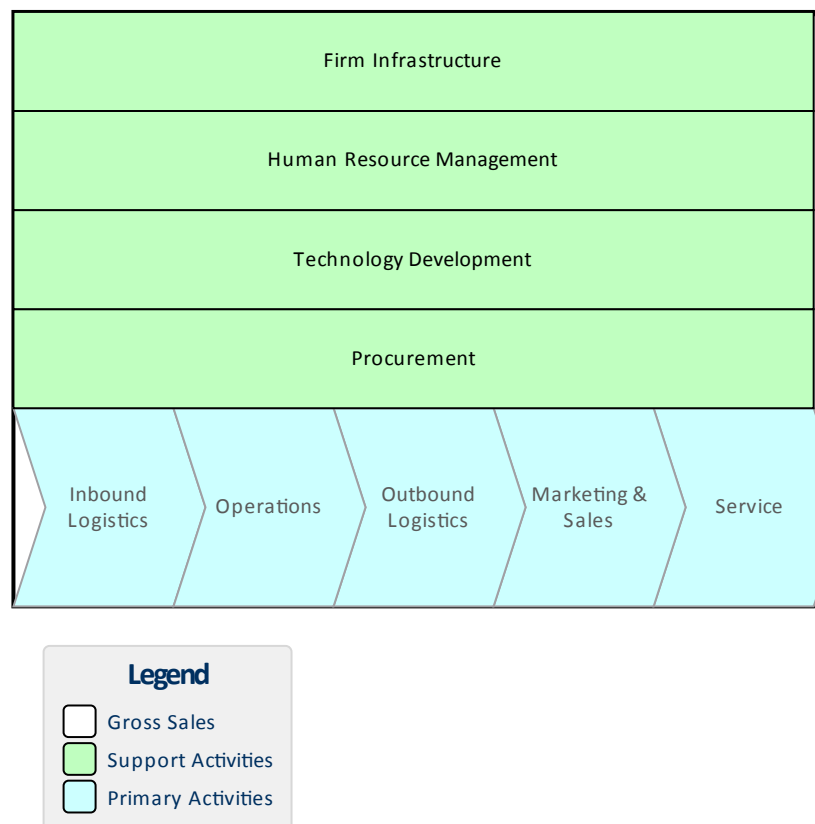 Firm Infrastructure
Human Resource Management
Technology Development
Procurement
Inbound
Logistics
Operations
Outbound
Logistics
Marketing &
Sales
Service
Legend
Gross Sales
Support Activities
Primary Activities